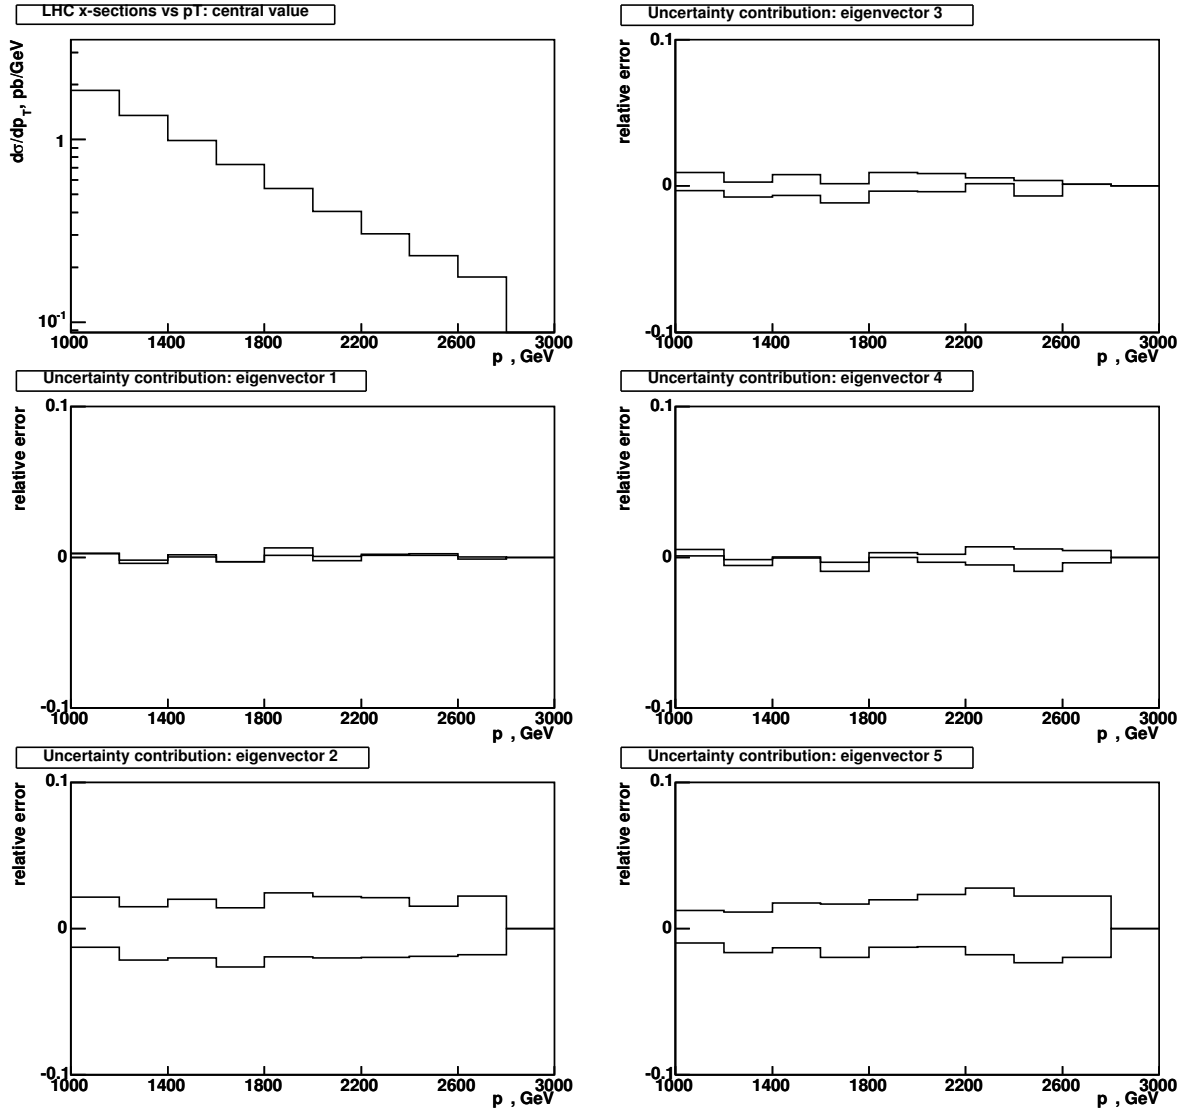 LHC x-sections vs pT: central value
dσ/dp_T, pb/GeV
1
10^-1
1000 1400 1800 2200 2600 3000
p , GeV
Uncertainty contribution: eigenvector 3
relative error
0.1
0
-0.1
1000 1400 1800 2200 2600 3000
p , GeV
Uncertainty contribution: eigenvector 1
relative error
0.1
0
-0.1
1000 1400 1800 2200 2600 3000
p , GeV
Uncertainty contribution: eigenvector 4
relative error
0.1
0
-0.1
1000 1400 1800 2200 2600 3000
p , GeV
Uncertainty contribution: eigenvector 2
relative error
0.1
0
-0.1
1000 1400 1800 2200 2600 3000
p , GeV
Uncertainty contribution: eigenvector 5
relative error
0.1
0
-0.1
1000 1400 1800 2200 2600 3000
p , GeV